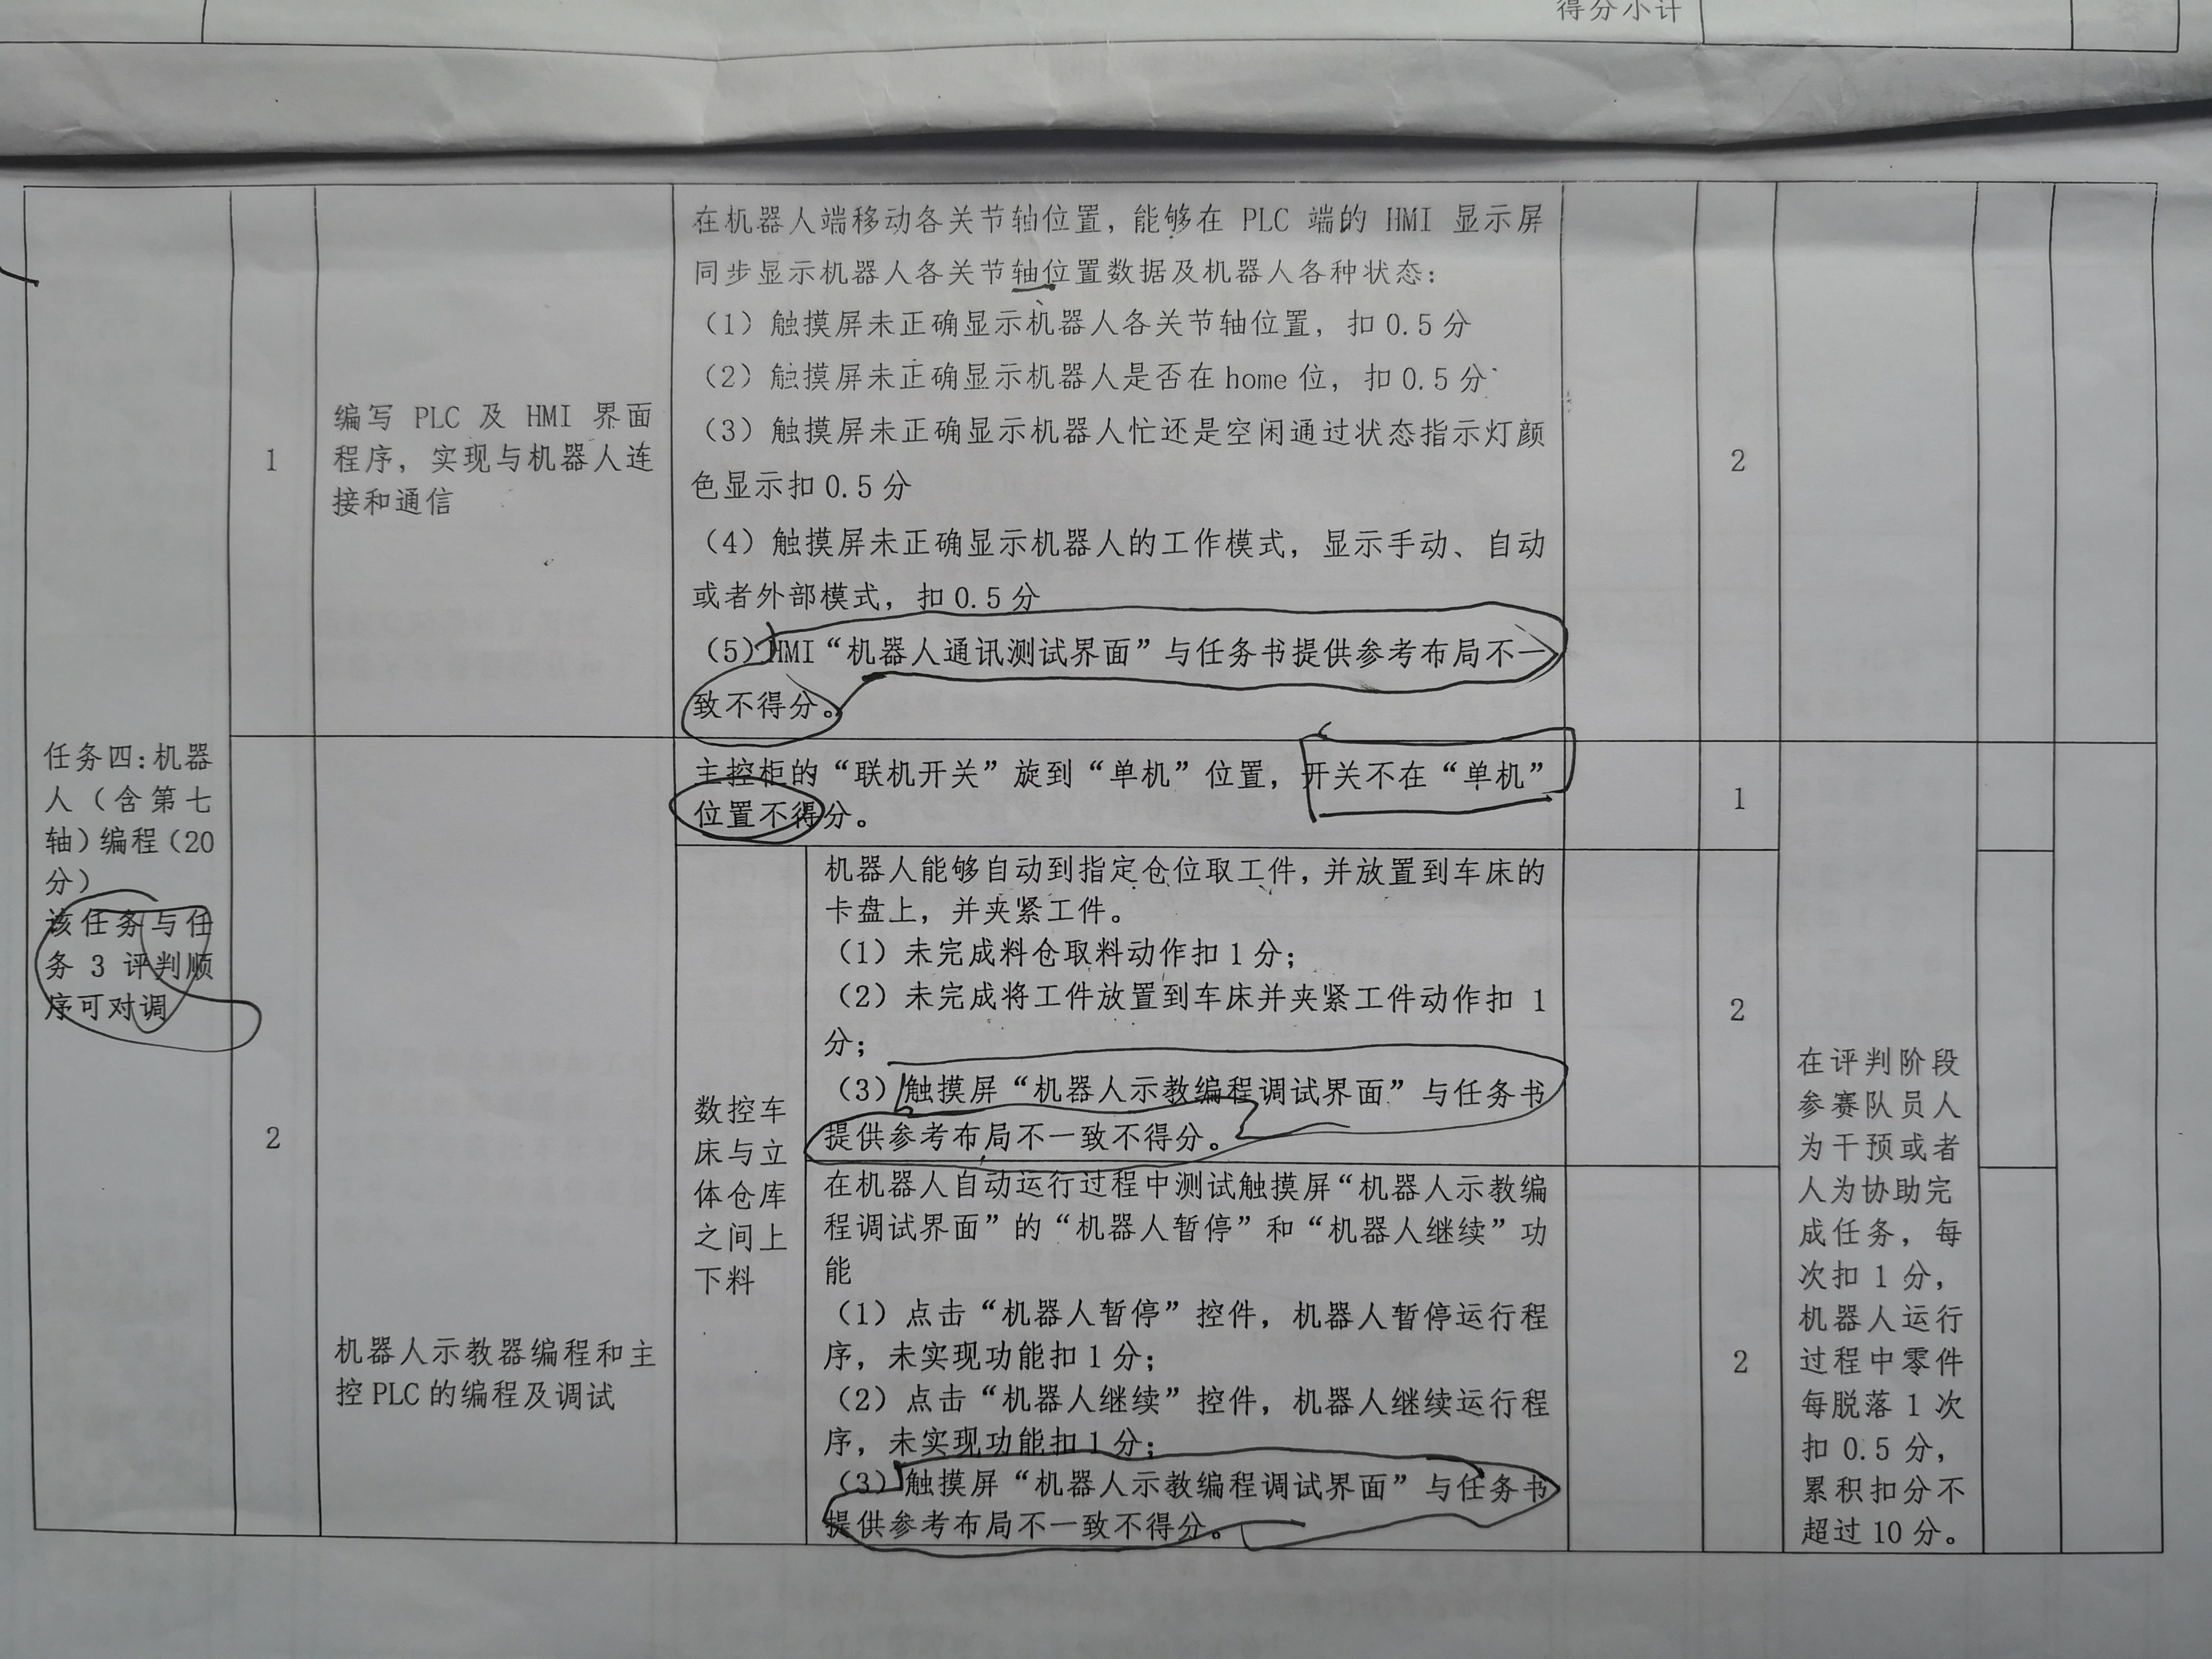 得分小计
在机器人端移动各关节轴位置，能够在 PLC 端的 HMI 显示屏
同步显示机器人各关节轴位置数据及机器人各种状态：
（1）触摸屏未正确显示机器人各关节轴位置，扣 0.5 分
（2）触摸屏未正确显示机器人是否在 home 位，扣 0.5 分
（3）触摸屏未正确显示机器人忙还是空闲通过状态指示灯颜
色显示扣 0.5 分
（4）触摸屏未正确显示机器人的工作模式，显示手动、自动
或者外部模式，扣 0.5 分
（5）HMI“机器人通讯测试界面”与任务书提供参考布局不一
致不得分。
1
编写 PLC 及 HMI 界面
程序，实现与机器人连
接和通信
2
任务四：机器
人（含第七
轴）编程（20
分）
该任务与任
务 3 评判顺
序可对调
2
机器人示教器编程和主
控 PLC 的编程及调试
主控柜的“联机开关”旋到“单机”位置，开关不在“单机”
位置不得分。
1
数控车
床与立
体仓库
之间上
下料
机器人能够自动到指定仓位取工件，并放置到车床的
卡盘上，并夹紧工件。
（1）未完成料仓取料动作扣 1 分；
（2）未完成将工件放置到车床并夹紧工件动作扣 1
分；
（3）触摸屏“机器人示教编程调试界面”与任务书
提供参考布局不一致不得分。
2
在机器人自动运行过程中测试触摸屏“机器人示教编
程调试界面”的“机器人暂停”和“机器人继续”功
能
（1）点击“机器人暂停”控件，机器人暂停运行程
序，未实现功能扣 1 分；
（2）点击“机器人继续”控件，机器人继续运行程
序，未实现功能扣 1 分；
（3）触摸屏“机器人示教编程调试界面”与任务书
提供参考布局不一致不得分。
2
在评判阶段
参赛队员人
为干预或者
人为协助完
成任务，每
次扣 1 分，
机器人运行
过程中零件
每脱落 1 次
扣 0.5 分，
累积扣分不
超过 10 分。